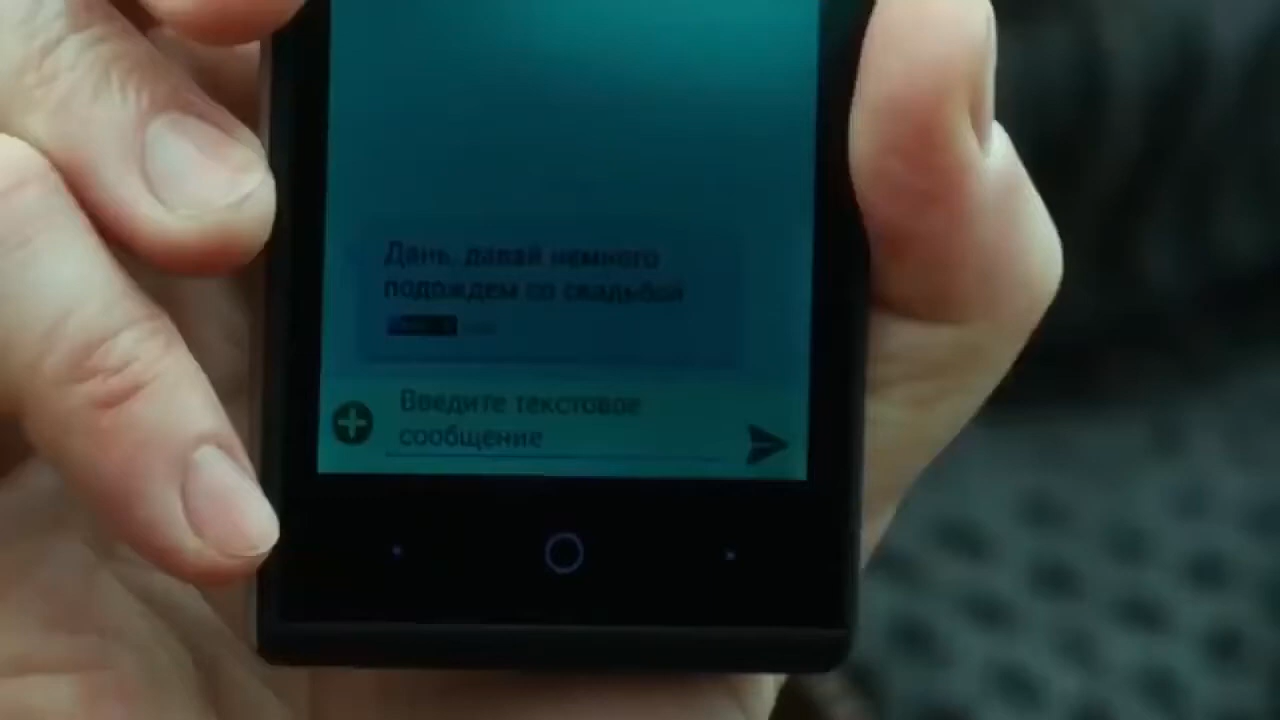 Дань, давай немного
подождем со свадьбой
Введите текстовое
сообщение